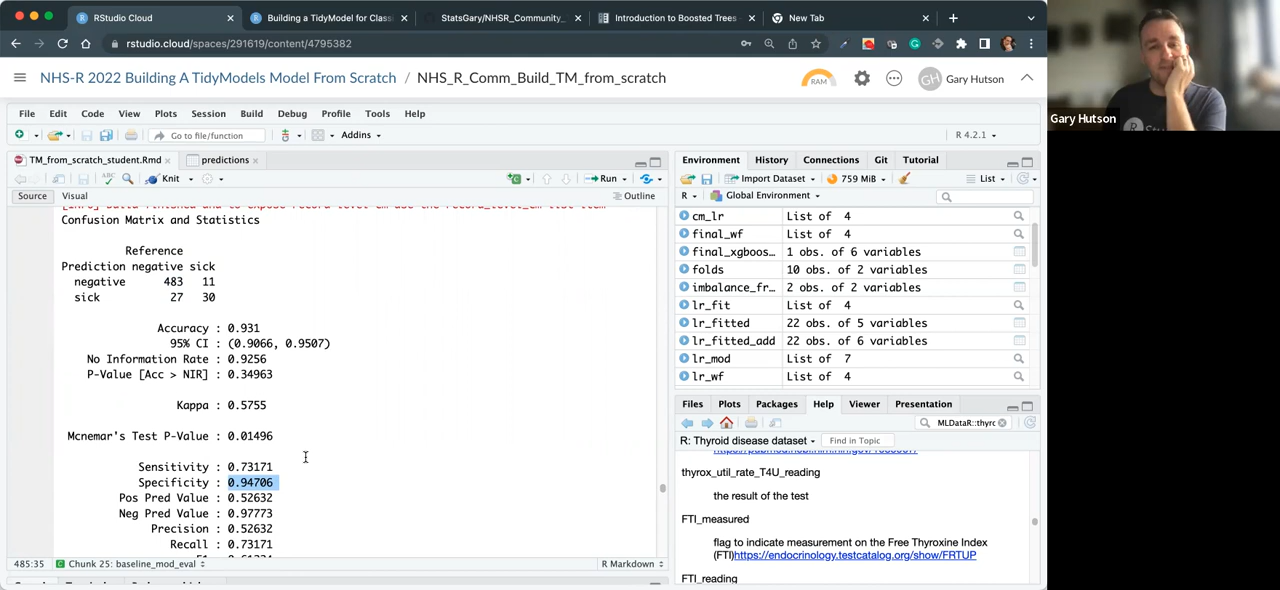 RStudio Cloud
Building a TidyModel for Classi
StatsGary/NHSR_Community_
Introduction to Boosted Trees
New Tab
rstudio.cloud/spaces/291619/content/4795382
NHS-R 2022 Building A TidyModels Model From Scratch / NHS_R_Comm_Build_TM_from_scratch
RAM
GH
Gary Hutson
File Edit Code View Plots Session Build Debug Profile Tools Help
Go to file/function
Addins
R 4.2.1
TM_from_scratch_student.Rmd
predictions
ABC
Knit
Run
Source
Visual
Outline
Confusion Matrix and Statistics
Reference
Prediction negative sick
negative 483 11
sick 27 30
Accuracy : 0.931
95% CI : (0.9066, 0.9507)
No Information Rate : 0.9256
P-Value [Acc > NIR] : 0.34963
Kappa : 0.5755
Mcnemar's Test P-Value : 0.01496
Sensitivity : 0.73171
Specificity : 0.94706
Pos Pred Value : 0.52632
Neg Pred Value : 0.97773
Precision : 0.52632
Recall : 0.73171
485:35
Chunk 25: baseline_mod_eval
R Markdown
Environment History Connections Git Tutorial
Import Dataset
759 MiB
List
R
Global Environment
cm_lr List of 4
final_wf List of 4
final_xgboos… 1 obs. of 6 variables
folds 10 obs. of 2 variables
imbalance_fr… 2 obs. of 2 variables
lr_fit List of 4
lr_fitted 22 obs. of 5 variables
lr_fitted_add 22 obs. of 6 variables
lr_mod List of 7
lr_wf List of 4
Files Plots Packages Help Viewer Presentation
MLDataR::thyrc
R: Thyroid disease dataset
Find in Topic
thyrox_util_rate_T4U_reading
the result of the test
FTI_measured
flag to indicate measurement on the Free Thyroxine Index
(FTI)https://endocrinology.testcatalog.org/show/FRTUP
FTI_reading
Gary Hutson